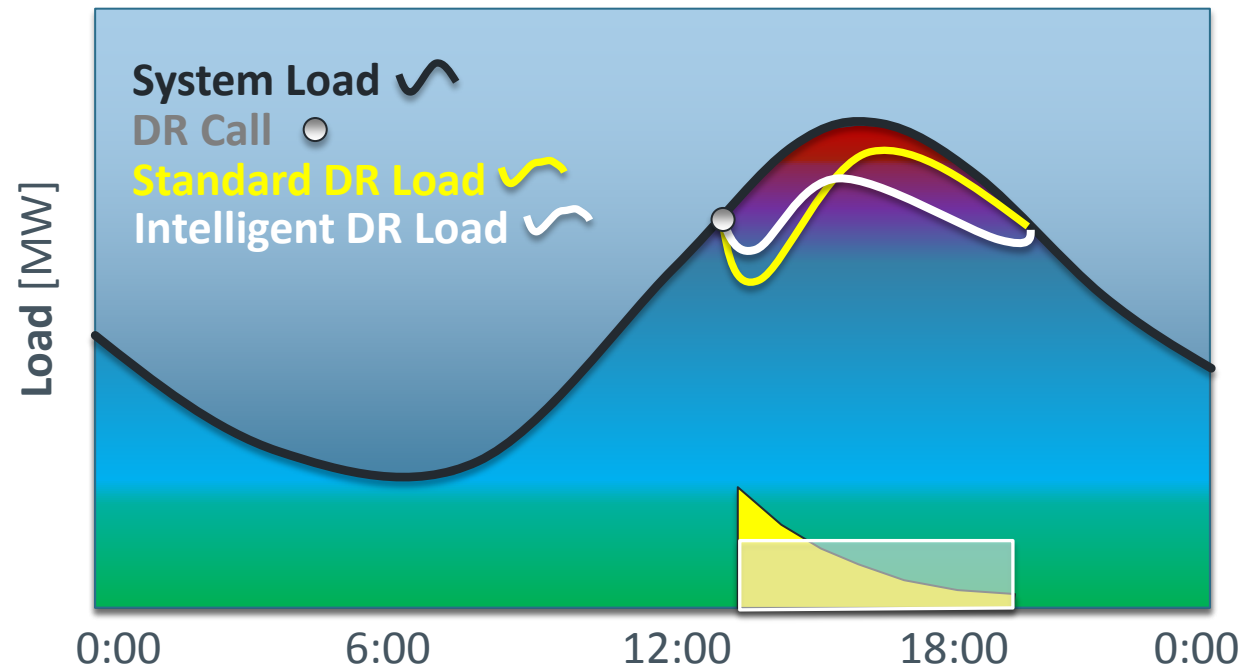 System Load
DR Call
Standard DR Load
Intelligent DR Load
Load [MW]
0:00 6:00 12:00 18:00 0:00